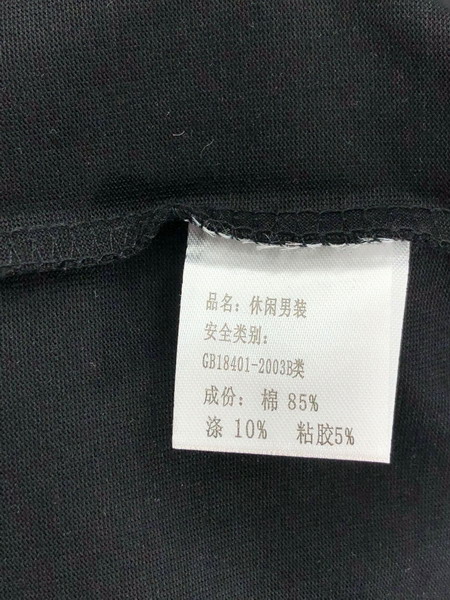 品名：休闲男装
安全类别：
GB18401-2003B类
成份：棉 85%
涤 10% 粘胶5%